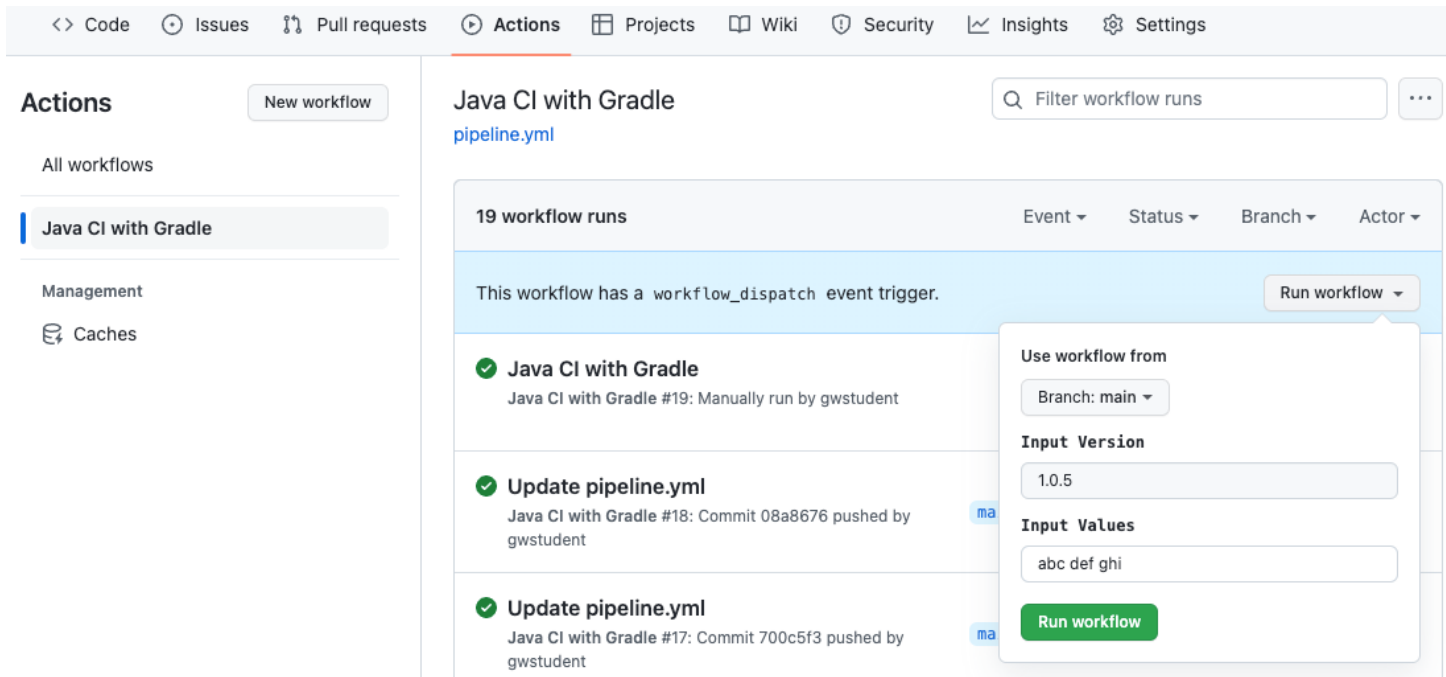 Code Issues Pull requests Actions Projects Wiki Security Insights Settings
Actions
New workflow
All workflows
Java CI with Gradle
Management
Caches
Java CI with Gradle
pipeline.yml
Filter workflow runs
19 workflow runs
Event Status Branch Actor
This workflow has a workflow_dispatch event trigger.
Run workflow
Java CI with Gradle
Java CI with Gradle #19: Manually run by gwstudent
Update pipeline.yml
Java CI with Gradle #18: Commit 08a8676 pushed by
gwstudent
ma
Update pipeline.yml
Java CI with Gradle #17: Commit 700c5f3 pushed by
gwstudent
ma
Use workflow from
Branch: main
Input Version
1.0.5
Input Values
abc def ghi
Run workflow